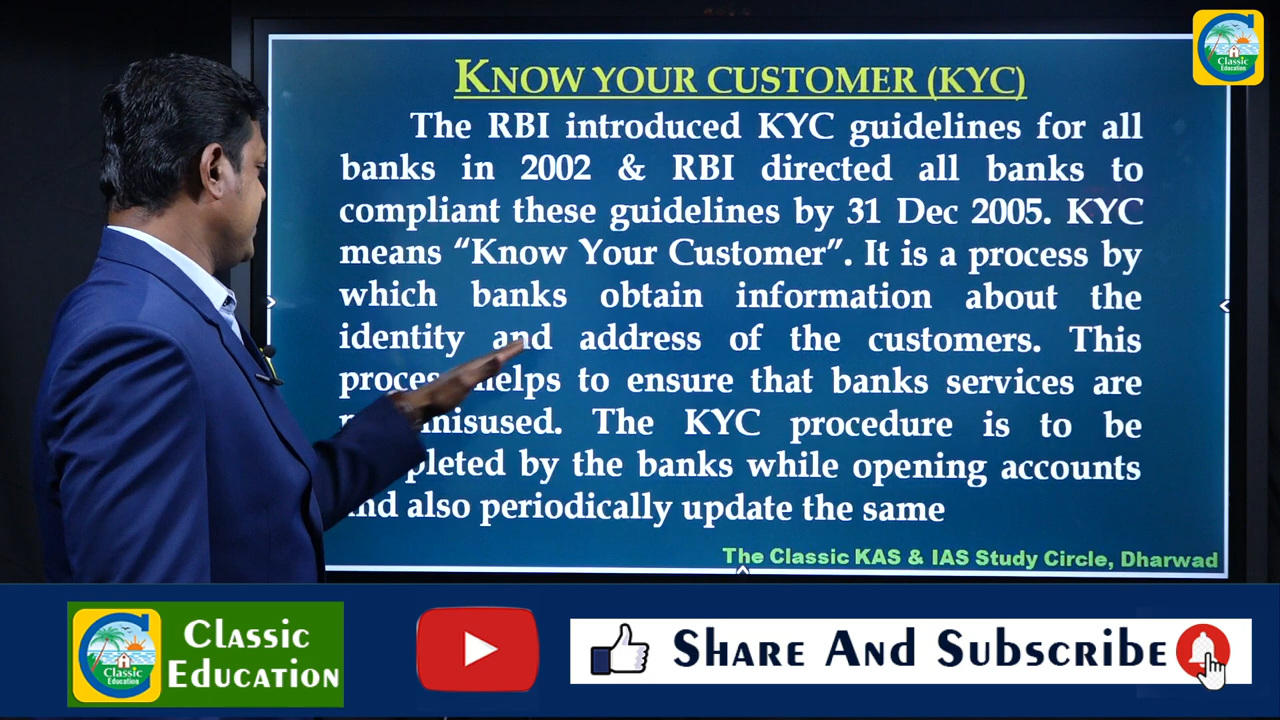 Classic
Education
KNOW YOUR CUSTOMER (KYC)
The RBI introduced KYC guidelines for all
banks in 2002 & RBI directed all banks to
compliant these guidelines by 31 Dec 2005. KYC
means “Know Your Customer”. It is a process by
which banks obtain information about the
identity and address of the customers. This
helps to ensure that banks services are
misused. The KYC procedure is to be
by the banks while opening accounts
also periodically update the same
The Classic KAS & IAS Study Circle, Dharwad
Classic
Education
CLASSIC
EDUCATION
SHARE AND SUBSCRIBE